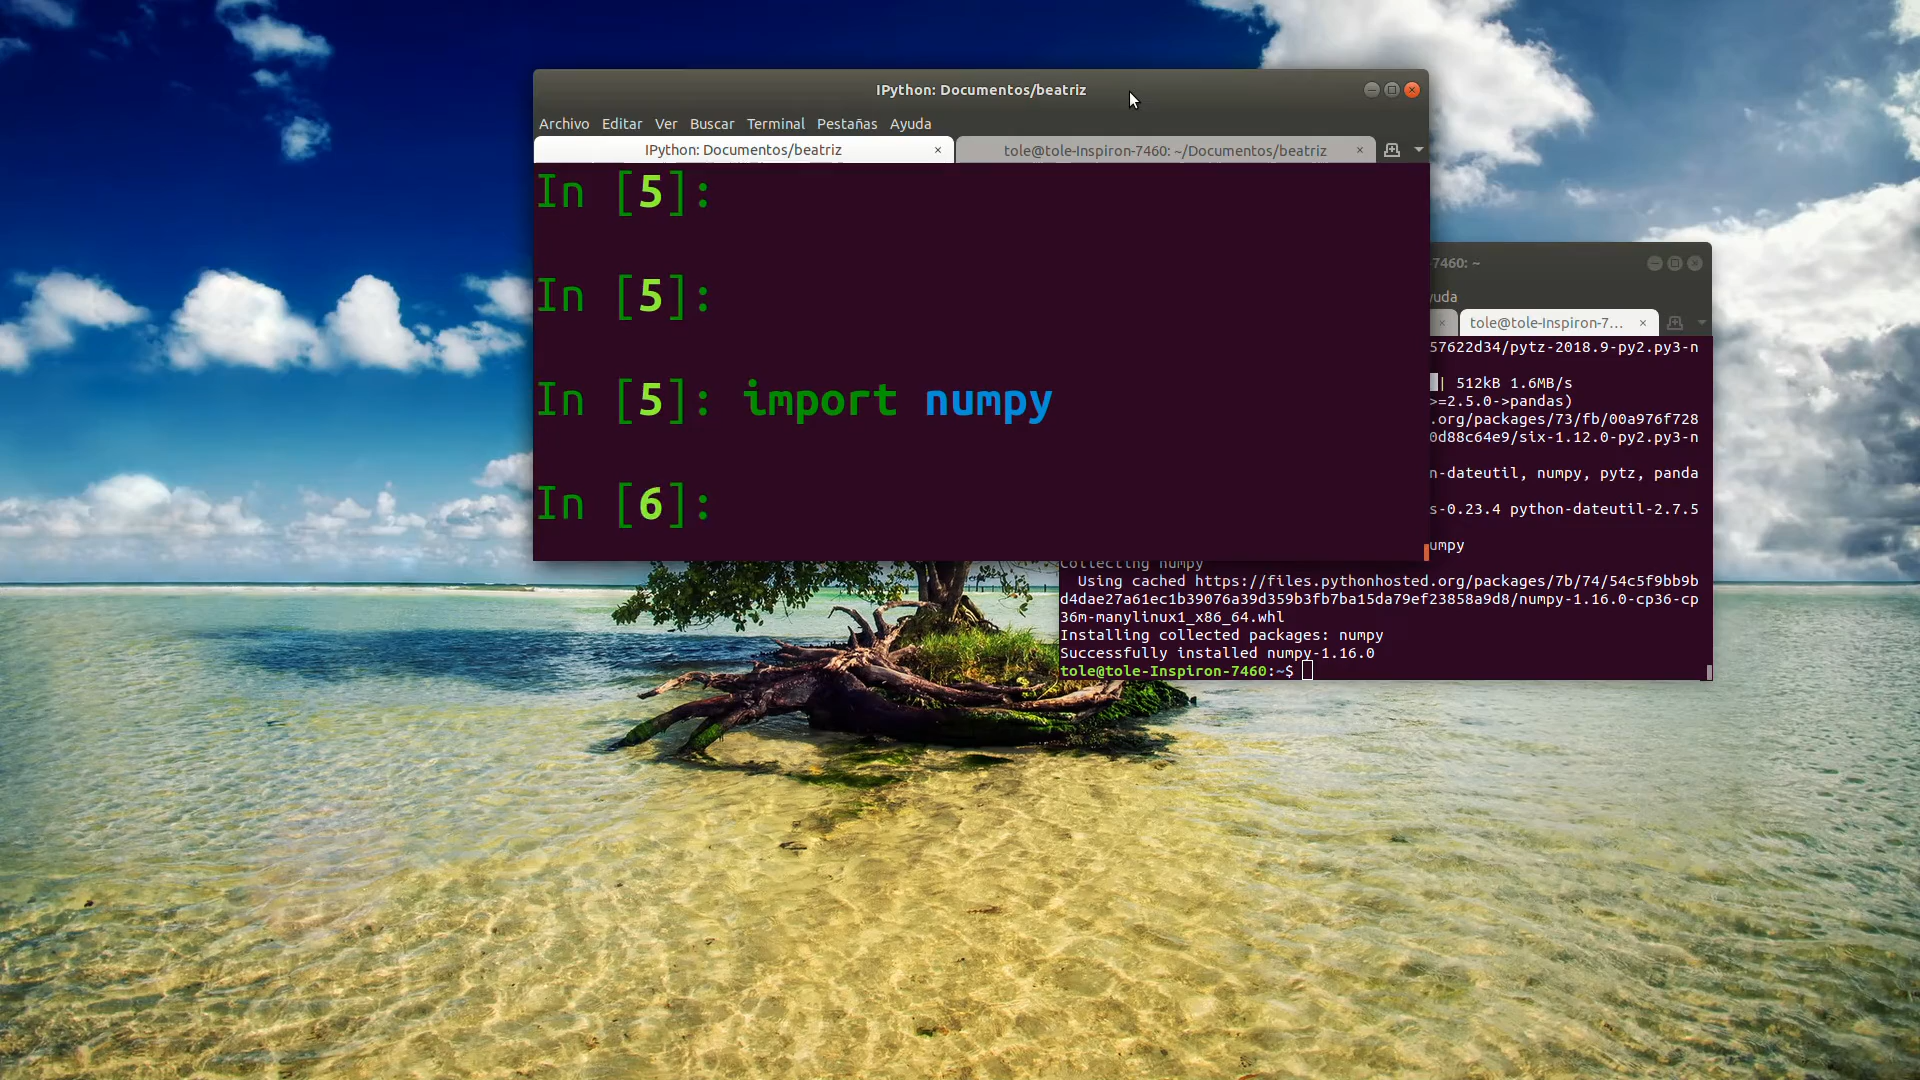 IPython: Documentos/beatriz
Archivo Editar Ver Buscar Terminal Pestañas Ayuda
IPython: Documentos/beatriz × tole@tole-Inspiron-7460: ~/Documentos/beatriz ×
In [5]:
In [5]:
In [5]: import numpy
In [6]:
7460: ~
yuda
× tole@tole-Inspiron-7... ×
57622d34/pytz-2018.9-py2.py3-n
| 512kB 1.6MB/s
>=2.5.0->pandas)
.org/packages/73/fb/00a976f728
0d88c64e9/six-1.12.0-py2.py3-n
n-dateutil, numpy, pytz, panda
s-0.23.4 python-dateutil-2.7.5
umpy
Collecting numpy
Using cached https://files.pythonhosted.org/packages/7b/74/54c5f9bb9b
d4dae27a61ec1b39076a39d359b3fb7ba15da79ef23858a9d8/numpy-1.16.0-cp36-cp
36m-manylinux1_x86_64.whl
Installing collected packages: numpy
Successfully installed numpy-1.16.0
tole@tole-Inspiron-7460:~$